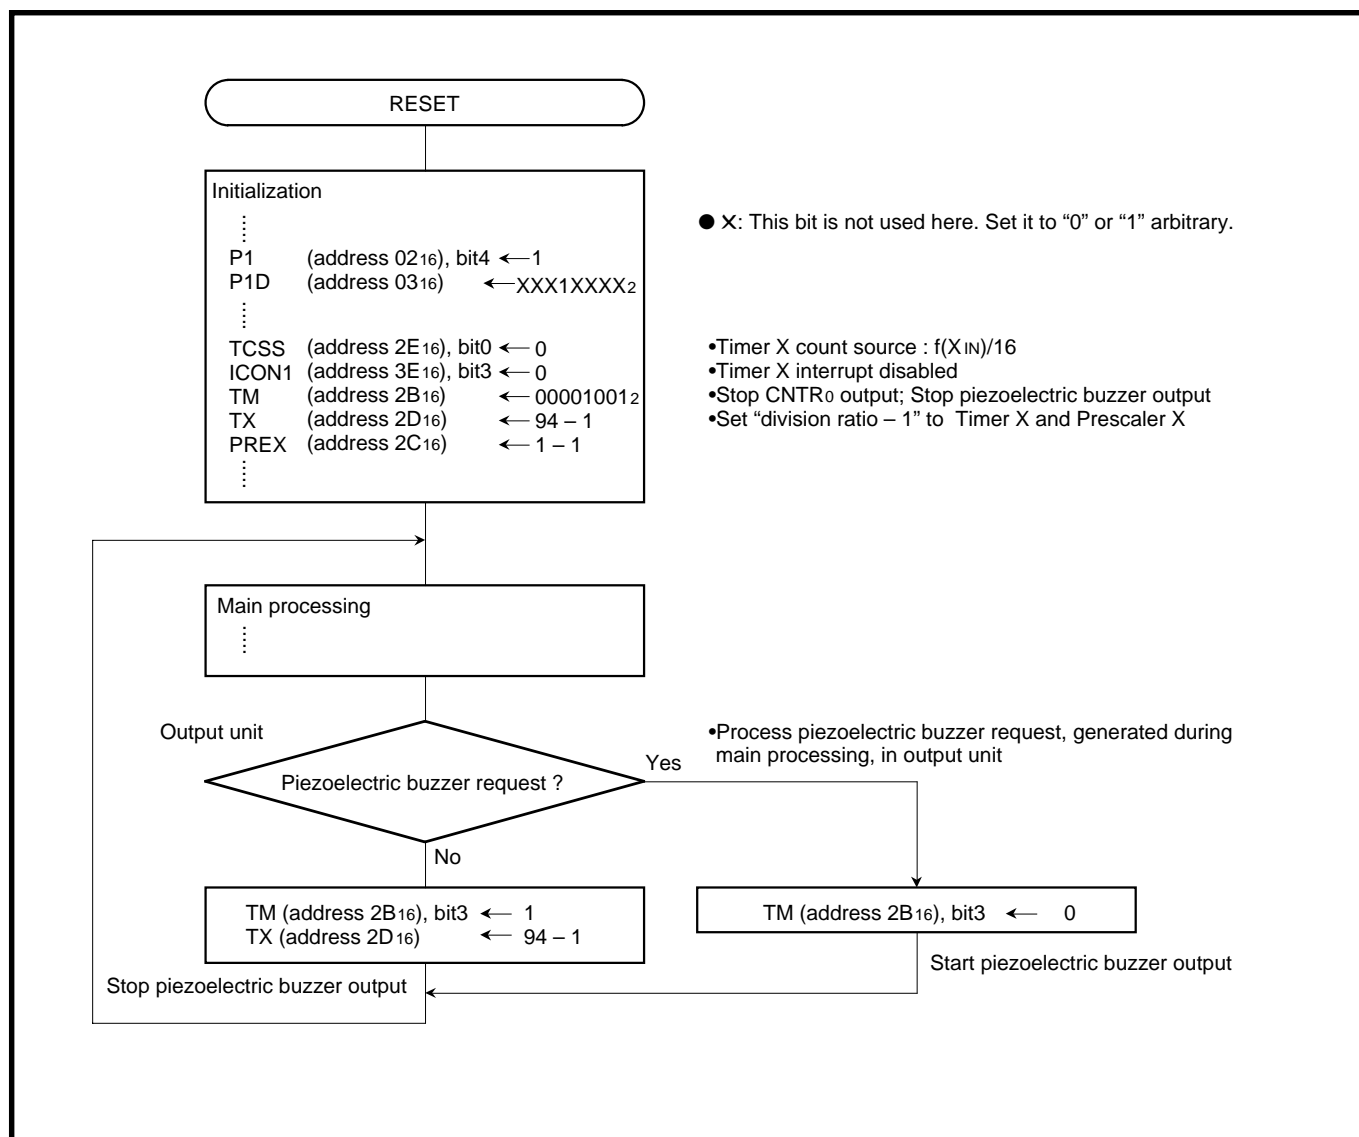 RESET
Initialization
P1 (address 0216), bit4 ← 1
P1D (address 0316) ← XXX1XXXX2
● X: This bit is not used here. Set it to “0” or “1” arbitrary.
TCSS (address 2E16), bit0 ← 0
ICON1 (address 3E16), bit3 ← 0
TM (address 2B16) ← 000010012
TX (address 2D16) ← 94 – 1
PREX (address 2C16) ← 1 – 1
•Timer X count source : f(XIN)/16
•Timer X interrupt disabled
•Stop CNTR0 output; Stop piezoelectric buzzer output
•Set “division ratio – 1” to Timer X and Prescaler X
Main processing
Output unit
Piezoelectric buzzer request ?
Yes
•Process piezoelectric buzzer request, generated during
main processing, in output unit
No
TM (address 2B16), bit3 ← 1
TX (address 2D16) ← 94 – 1
Stop piezoelectric buzzer output
TM (address 2B16), bit3 ← 0
Start piezoelectric buzzer output